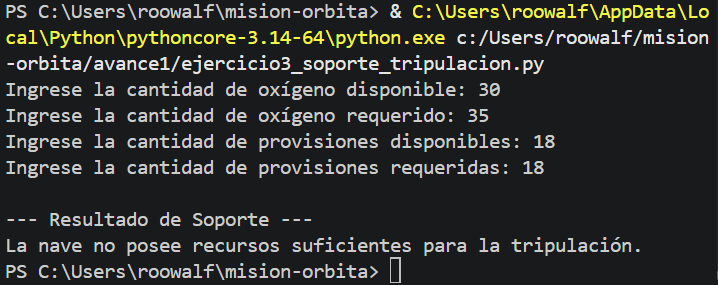 PS C:\Users\roowalf\mision-orbita> & C:\Users\roowalf\AppData\Lo
cal\Python\pythoncore-3.14-64\python.exe c:/Users/roowalf/mision
-orbita/avance1/ejercicio3_soporte_tripulacion.py
Ingrese la cantidad de oxígeno disponible: 30
Ingrese la cantidad de oxígeno requerido: 35
Ingrese la cantidad de provisiones disponibles: 18
Ingrese la cantidad de provisiones requeridas: 18

--- Resultado de Soporte ---
La nave no posee recursos suficientes para la tripulación.
PS C:\Users\roowalf\mision-orbita>